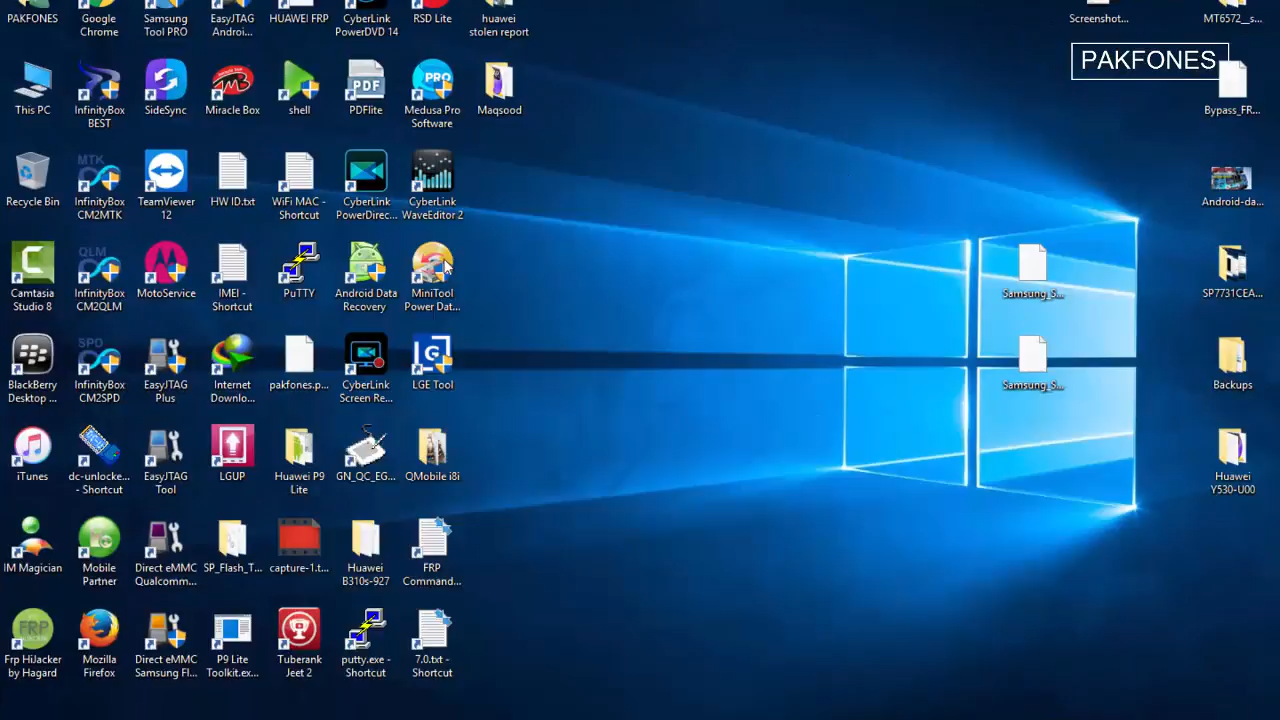 PAKFONES
Google
Chrome
Samsung
Tool PRO
EasyJTAG
Androi...
HUAWEI FRP
CyberLink
PowerDVD 14
RSD Lite
huawei
stolen report
Screenshot...
MT6572__s...
PAKFONES
This PC
InfinityBox
BEST
SideSync
Miracle Box
shell
PDF
PDFlite
PRO
Medusa Pro
Software
Maqsood
Bypass_FR...
Recycle Bin
MTK
InfinityBox
CM2MTK
TeamViewer
12
HW ID.txt
WiFi MAC -
Shortcut
CyberLink
PowerDirec...
CyberLink
WaveEditor 2
Android-da...
Camtasia
Studio 8
QLM
InfinityBox
CM2QLM
MotoService
IMEI -
Shortcut
PuTTY
Android Data
Recovery
MiniTool
Power Dat...
Samsung_S...
SP7731CEA...
BlackBerry
Desktop ...
SPD
InfinityBox
CM2SPD
EasyJTAG
Plus
Internet
Downlo...
pakfones.p...
CyberLink
Screen Re...
G
LGE Tool
Samsung_S...
Backups
iTunes
dc-unlocke...
- Shortcut
EasyJTAG
Tool
LGUP
Huawei P9
Lite
GN_QC_EG...
QMobile i8i
Huawei
Y530-U00
IM Magician
Mobile
Partner
Direct eMMC
Qualcomm...
SP_Flash_T...
capture-1.t...
Huawei
B310s-927
FRP
Command...
FRP
Frp HiJacker
by Hagard
Mozilla
Firefox
Direct eMMC
Samsung Fl...
P9 Lite
Toolkit.ex...
Tuberank
Jeet 2
putty.exe -
Shortcut
7.0.txt -
Shortcut